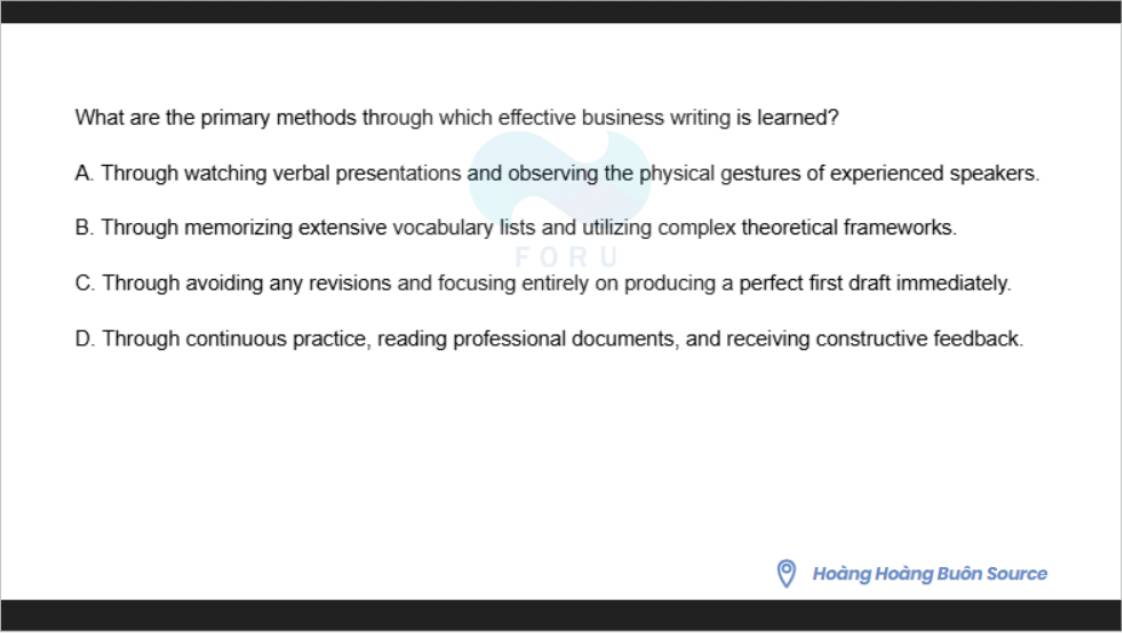 What are the primary methods through which effective business writing is learned?
A. Through watching verbal presentations and observing the physical gestures of experienced speakers.
B. Through memorizing extensive vocabulary lists and utilizing complex theoretical frameworks.
FORU
C. Through avoiding any revisions and focusing entirely on producing a perfect first draft immediately.
D. Through continuous practice, reading professional documents, and receiving constructive feedback.
Hoàng Hoàng Buôn Source